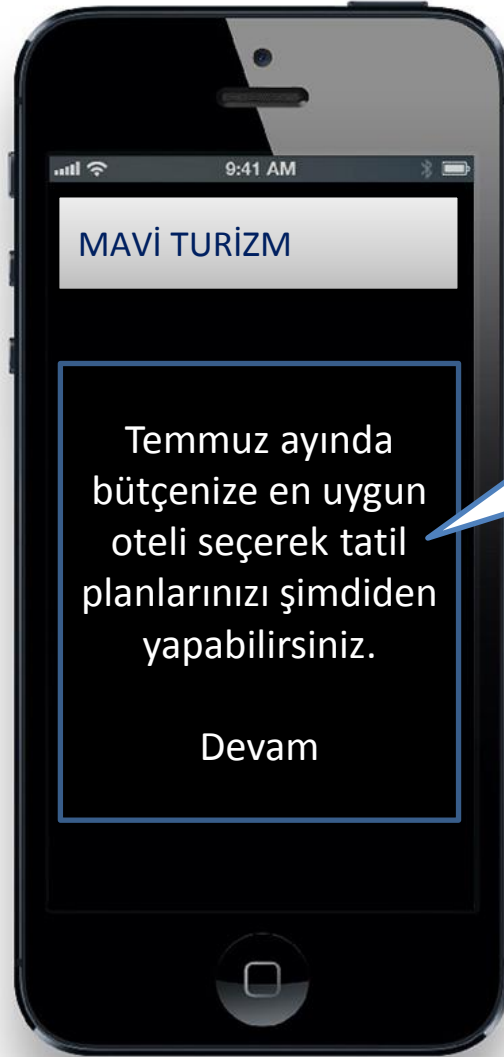 9:41 AM
MAVİ TURİZM
Temmuz ayında
bütçenize en uygun
oteli seçerek tatil
planlarınızı şimdiden
yapabilirsiniz.
Devam